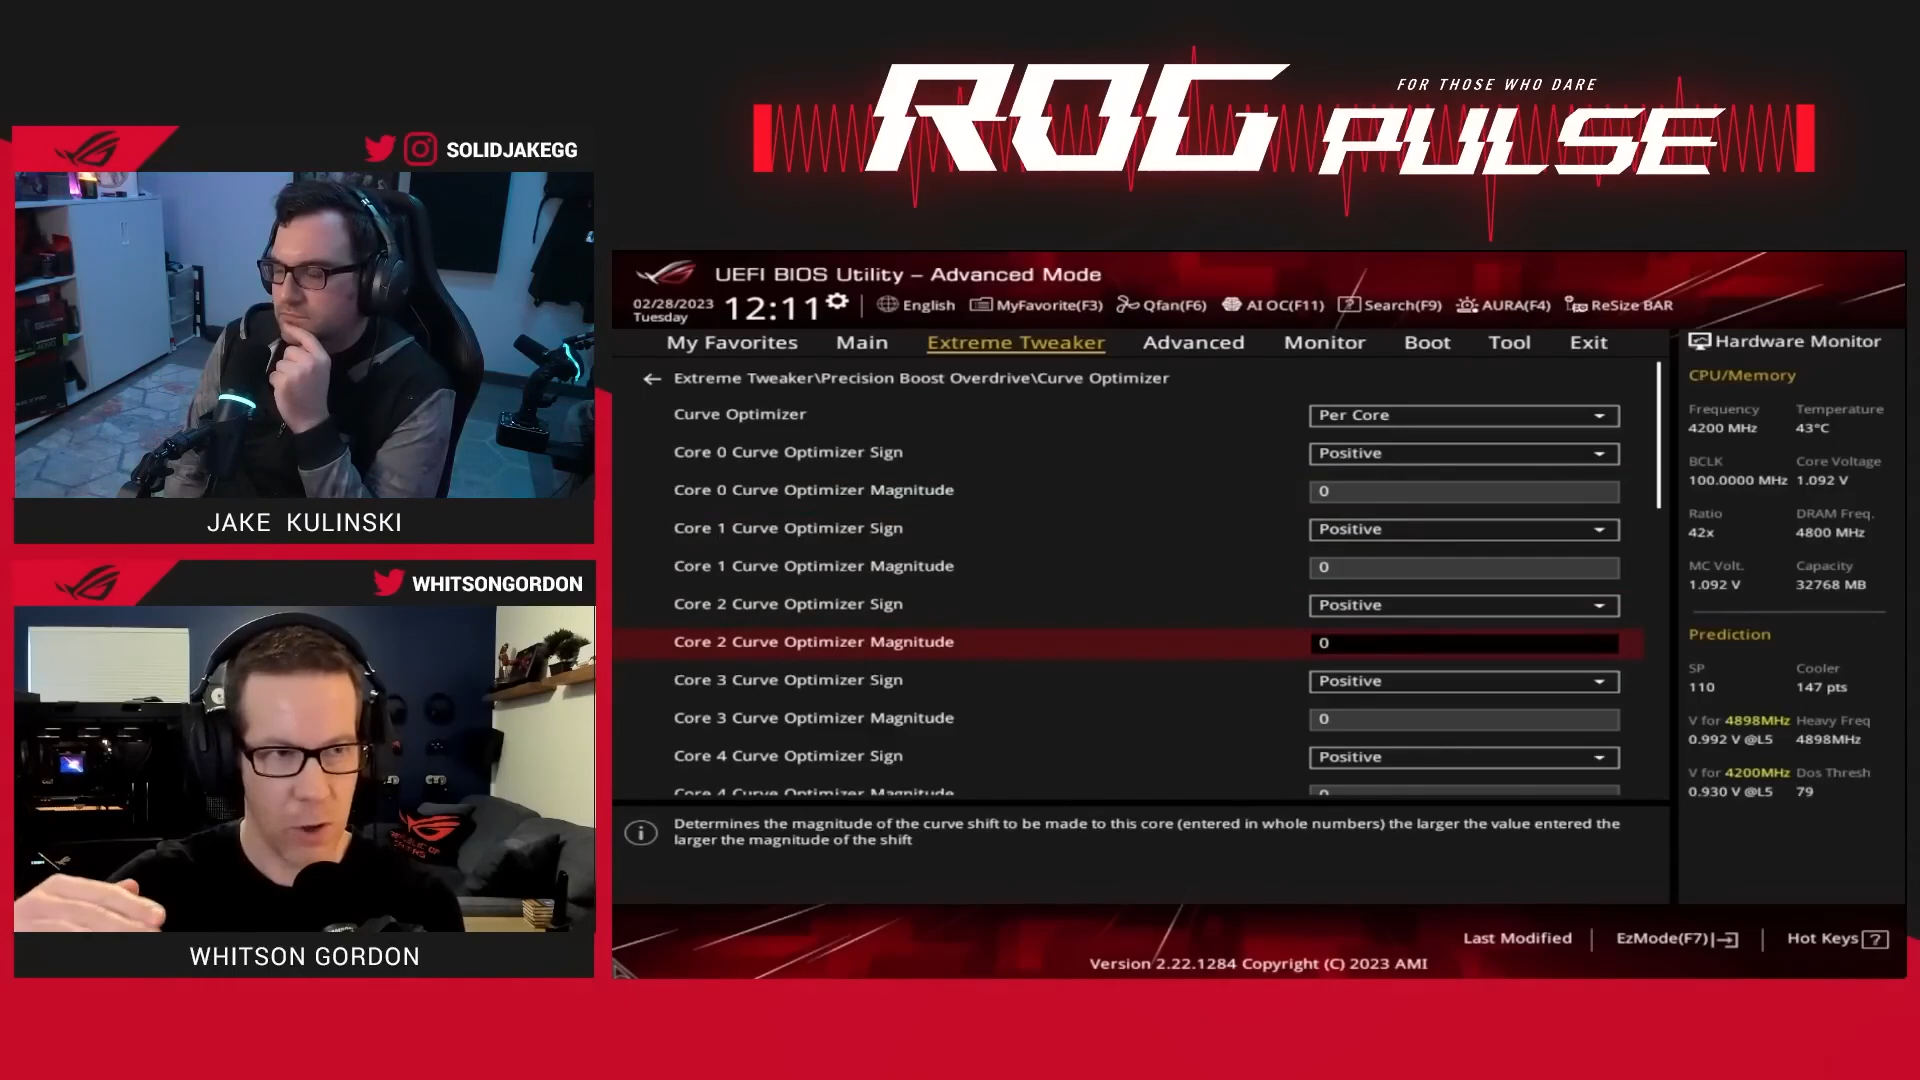 ROG PULSE
FOR THOSE WHO DARE
SOLIDJAKEGG
JAKE KULINSKI
WHITSONGORDON
WHITSON GORDON
UEFI BIOS Utility – Advanced Mode
02/28/2023
Tuesday
12:11
English
MyFavorite(F3)
Qfan(F6)
AI OC(F11)
Search(F9)
AURA(F4)
ReSize BAR
My Favorites
Main
Extreme Tweaker
Advanced
Monitor
Boot
Tool
Exit
Extreme Tweaker\Precision Boost Overdrive\Curve Optimizer
Curve Optimizer Per Core
Core 0 Curve Optimizer Sign Positive
Core 0 Curve Optimizer Magnitude 0
Core 1 Curve Optimizer Sign Positive
Core 1 Curve Optimizer Magnitude 0
Core 2 Curve Optimizer Sign Positive
Core 2 Curve Optimizer Magnitude 0
Core 3 Curve Optimizer Sign Positive
Core 3 Curve Optimizer Magnitude 0
Core 4 Curve Optimizer Sign Positive
Core 4 Curve Optimizer Magnitude 0
Determines the magnitude of the curve shift to be made to this core (entered in whole numbers) the larger the value entered the
larger the magnitude of the shift
Hardware Monitor
CPU/Memory
Frequency Temperature
4200 MHz 43°C
BCLK Core Voltage
100.0000 MHz 1.092 V
Ratio DRAM Freq.
42x 4800 MHz
MC Volt. Capacity
1.092 V 32768 MB
Prediction
SP Cooler
110 147 pts
V for 4898MHz Heavy Freq
0.992 V @L5 4898MHz
V for 4200MHz Dos Thresh
0.930 V @L5 79
Last Modified
EzMode(F7)
Hot Keys ?
Version 2.22.1284 Copyright (C) 2023 AMI